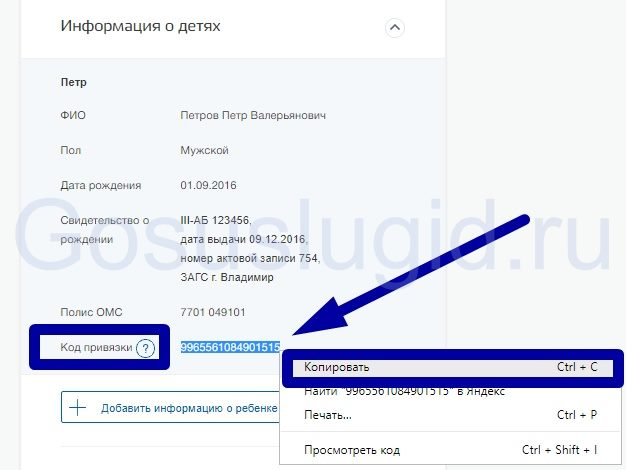 Информация о детях
Петр
ФИО Петров Петр Валерьянович
Пол Мужской
Дата рождения 01.09.2016
Свидетельство о рождении III-АБ 123456,
дата выдачи 09.12.2016,
номер актовой записи 754,
ЗАГС г. Владимир
Gosuslugid.ru
Полис ОМС 7701 049101
Код привязки ? 9965561084901515
Копировать Ctrl + C
Найти "9965561084901515" в Яндекс
Добавить информацию о ребенке
Печать... Ctrl + P
Просмотреть код Ctrl + Shift + I